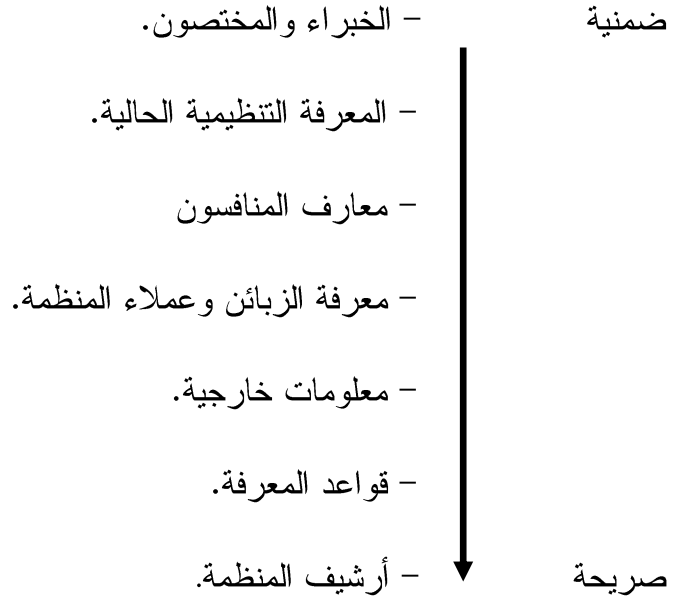 ضمنية – الخبراء والمختصون.
– المعرفة التنظيمية الحالية.
– معارف المنافسون
– معرفة الزبائن وعملاء المنظمة.
– معلومات خارجية.
– قواعد المعرفة.
صريحة – أرشيف المنظمة.